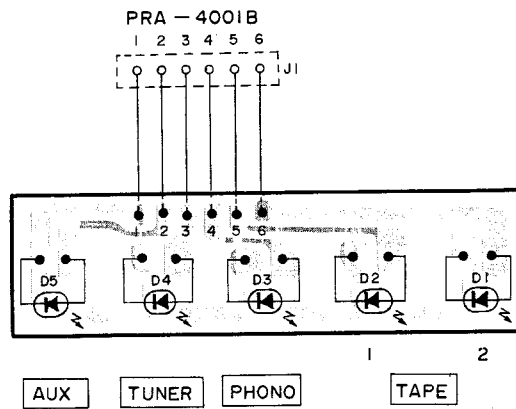 PRA-4001B
1 2 3 4 5 6
J1
1 2 3 4 5 6
D5 D4 D3 D2 D1
1 2
AUX TUNER PHONO TAPE